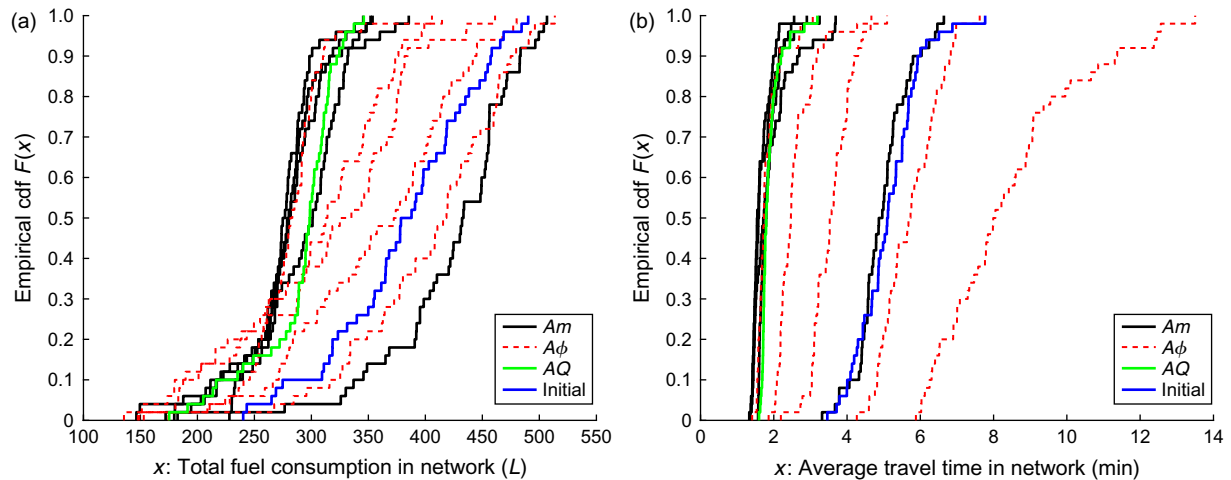 (a)
Empirical cdf F(x)
1.0
0.9
0.8
0.7
0.6
0.5
0.4
0.3
0.2
0.1
0
100 150 200 250 300 350 400 450 500 550
x: Total fuel consumption in network (L)
Am
Aϕ
AQ
Initial
(b)
Empirical cdf F(x)
1.0
0.9
0.8
0.7
0.6
0.5
0.4
0.3
0.2
0.1
0
0 2 4 6 8 10 12 14
x: Average travel time in network (min)
Am
Aϕ
AQ
Initial